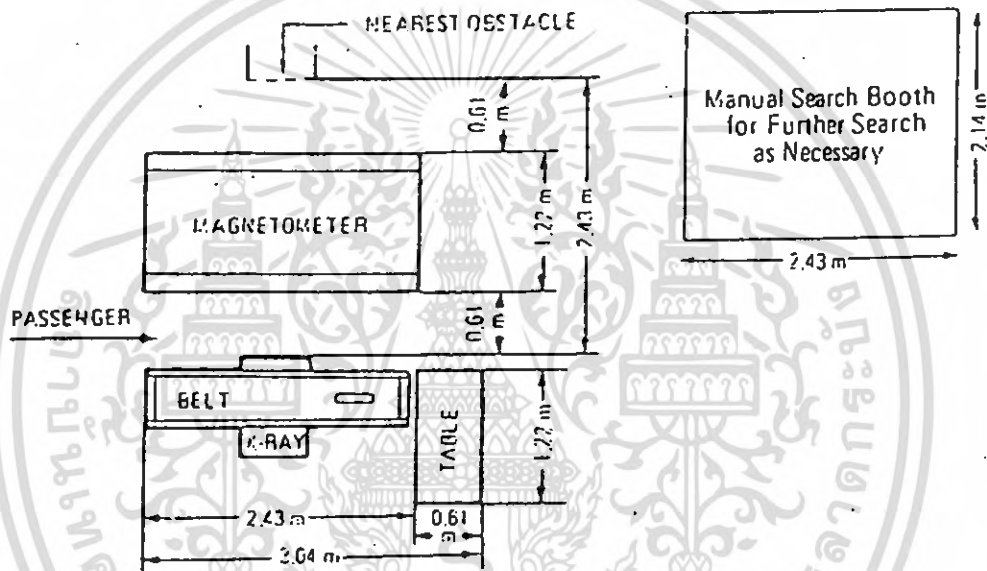 NEAREST OBSTACLE
0.61 m
Manual Search Booth
for Further Search
as Necessary
2.14 m
MAGNETOMETER
1.22 m
2.43 m
2.43 m
PASSENGER
0.61 m
BELT
X-RAY
TABLE
1.22 m
2.43 m
0.61 m
3.04 m